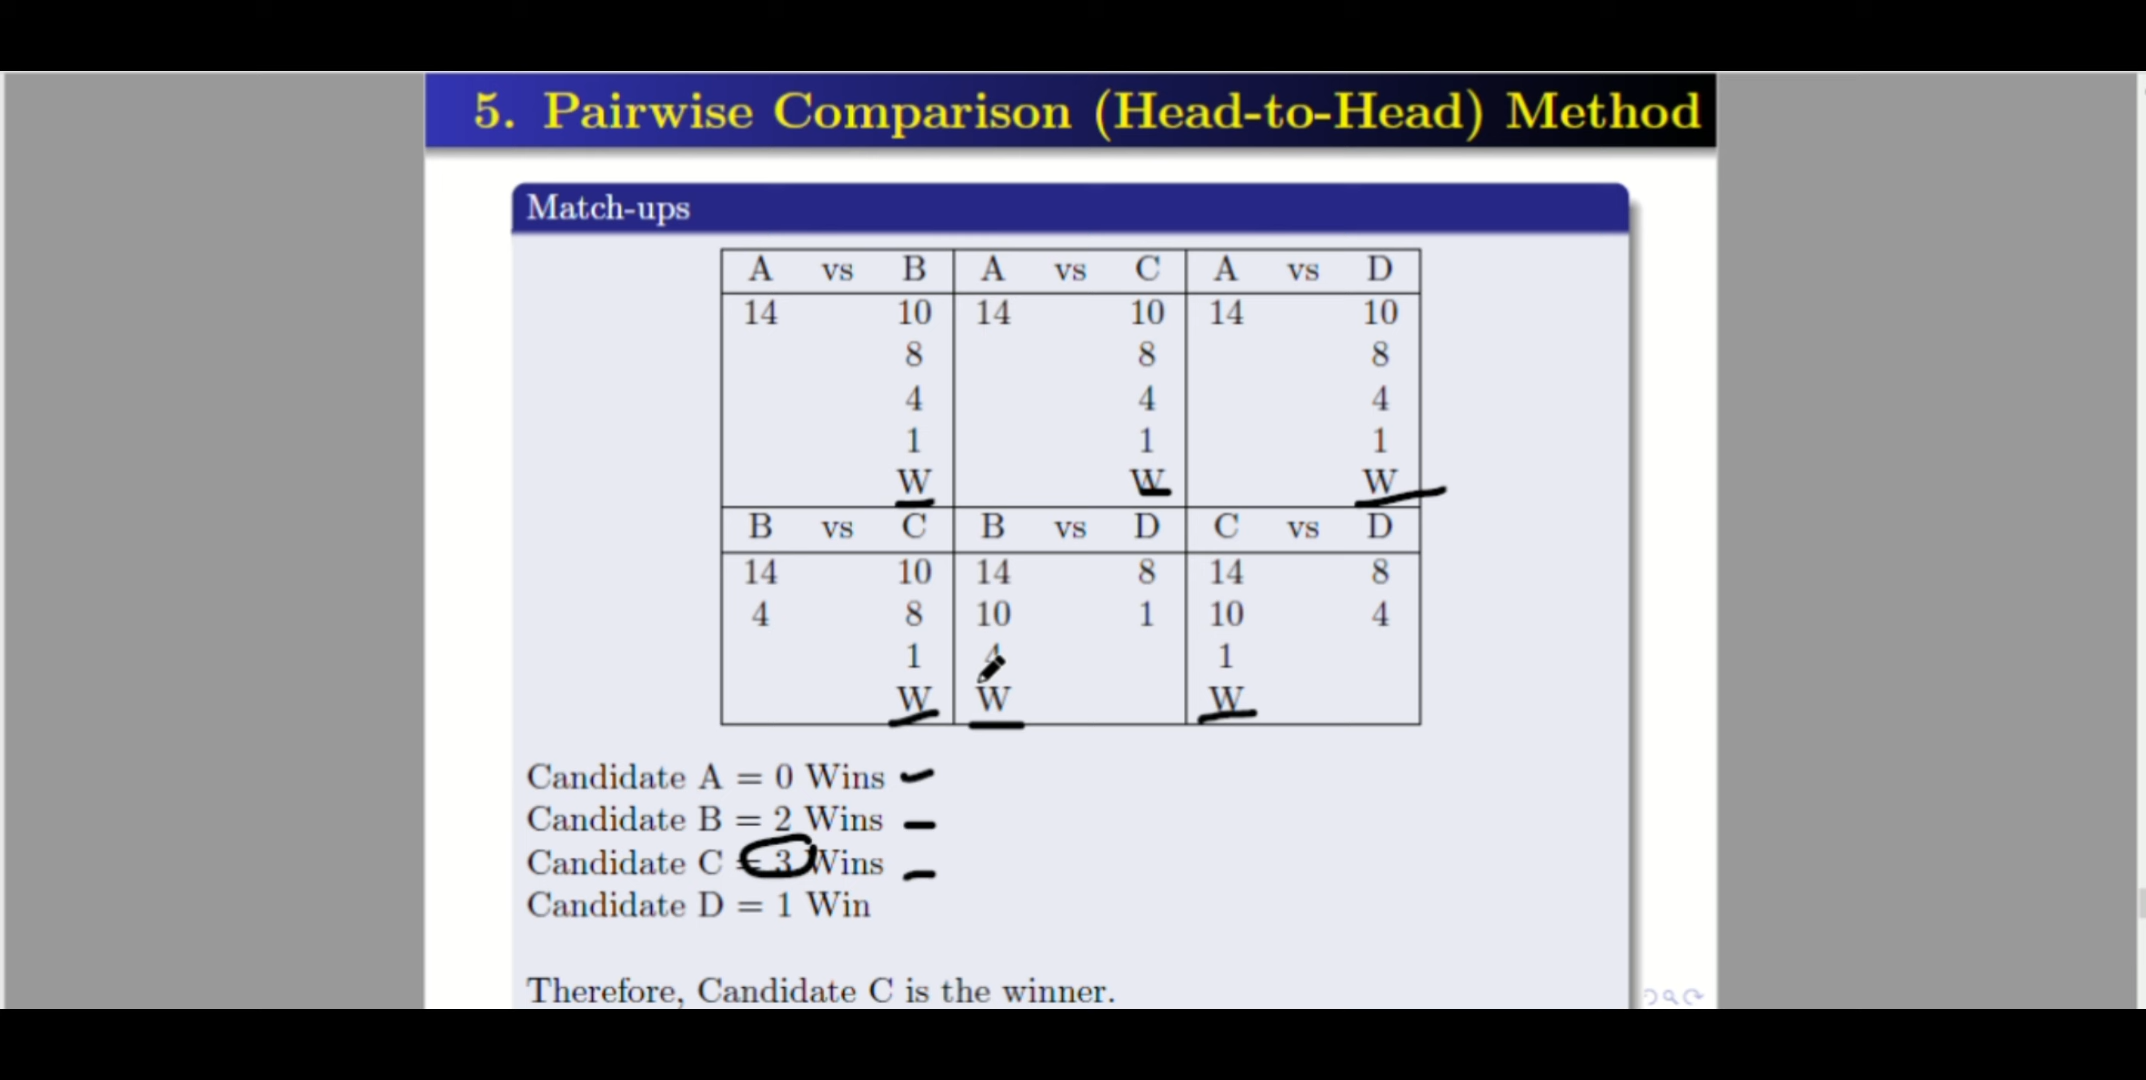 5. Pairwise Comparison (Head-to-Head) Method
Match-ups
A vs B A vs C A vs D
14 10 14 10 14 10
8 8 8
4 4 4
1 1 1
W W W
B vs C B vs D C vs D
14 10 14 8 14 8
4 8 10 1 10 4
1 4 1
W W W
Candidate A = 0 Wins
Candidate B = 2 Wins
Candidate C = 3 Wins
Candidate D = 1 Win
Therefore, Candidate C is the winner.